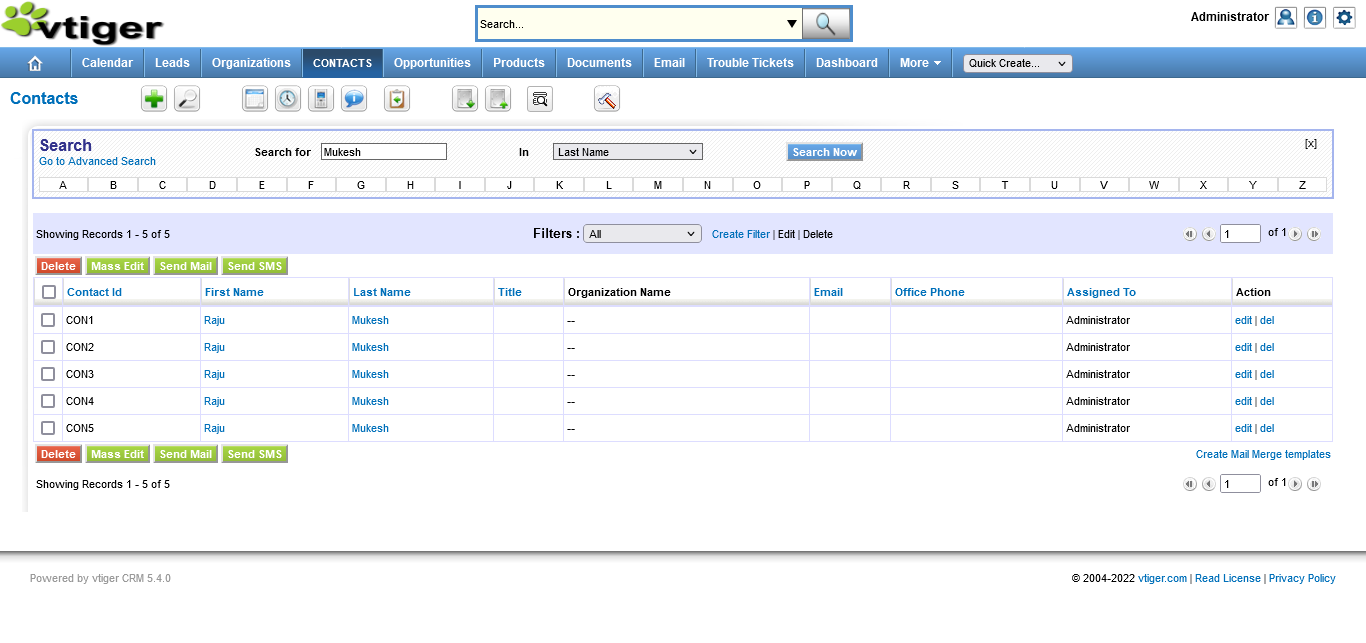 vtiger
Search...
Administrator
Calendar Leads Organizations CONTACTS Opportunities Products Documents Email Trouble Tickets Dashboard More Quick Create...
Contacts
Search
Go to Advanced Search
Search for Mukesh In Last Name Search Now [x]
A B C D E F G H I J K L M N O P Q R S T U V W X Y Z
Showing Records 1 - 5 of 5 Filters : All Create Filter | Edit | Delete 1 of 1
Delete Mass Edit Send Mail Send SMS
Contact Id First Name Last Name Title Organization Name Email Office Phone Assigned To Action
CON1 Raju Mukesh -- Administrator edit | del
CON2 Raju Mukesh -- Administrator edit | del
CON3 Raju Mukesh -- Administrator edit | del
CON4 Raju Mukesh -- Administrator edit | del
CON5 Raju Mukesh -- Administrator edit | del
Delete Mass Edit Send Mail Send SMS Create Mail Merge templates
Showing Records 1 - 5 of 5 1 of 1
Powered by vtiger CRM 5.4.0 © 2004-2022 vtiger.com | Read License | Privacy Policy